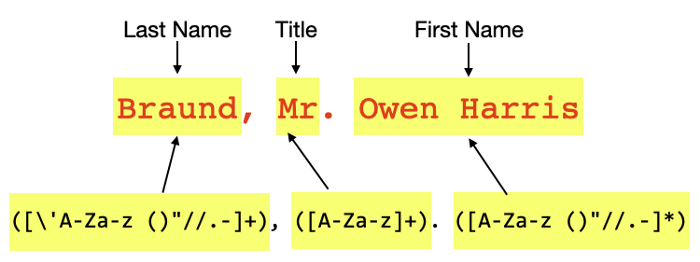 Last Name Title First Name
Braund, Mr. Owen Harris
([\'A-Za-z ()"//.-]+), ([A-Za-z]+). ([A-Za-z ()"//.-]*)